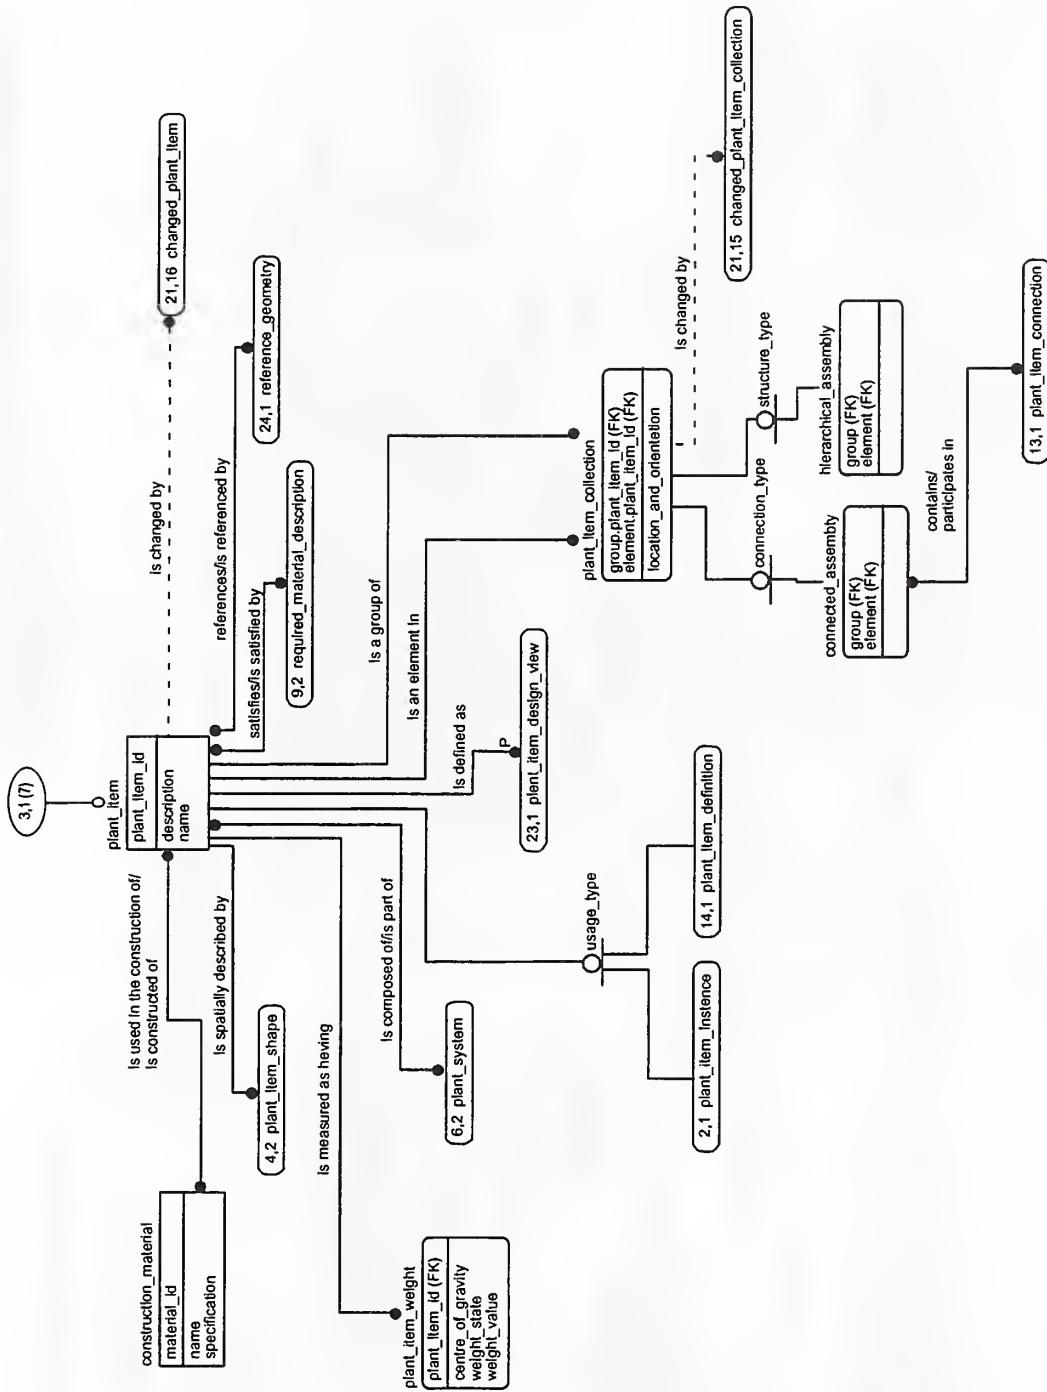 3,1 (7)
plant_item
plant_item_id
description
name
is changed by
21,16 changed_plant_item
references/is referenced by
24,1 reference_geometry
satisfies/is satisfied by
9,2 required_material_description
Is used in the construction of/
Is constructed of
construction_material
material_id
name
specification
Is spatially described by
4,2 plant_item_shape
Is measured as heving
plant_item_weight
plant_item_id (FK)
centre_of_gravity
weight_state
weight_value
Is composed of/is part of
6,2 plant_system
usage_type
2,1 plant_item_Instence
14,1 plant_item_definition
Is defined as
P
23,1 plent_item_design_view
Is an element In
Is a group of
plant_item_collection
group.plant_item_id (FK)
element.plant_item_id (FK)
location_and_orientation
Is changed by
21,15 changed_plant_item_collection
connection_type
structure_type
connected_assembly
group (FK)
element (FK)
hierarchical_assembly
group (FK)
element (FK)
contains/
participates in
13,1 plant_item_connection